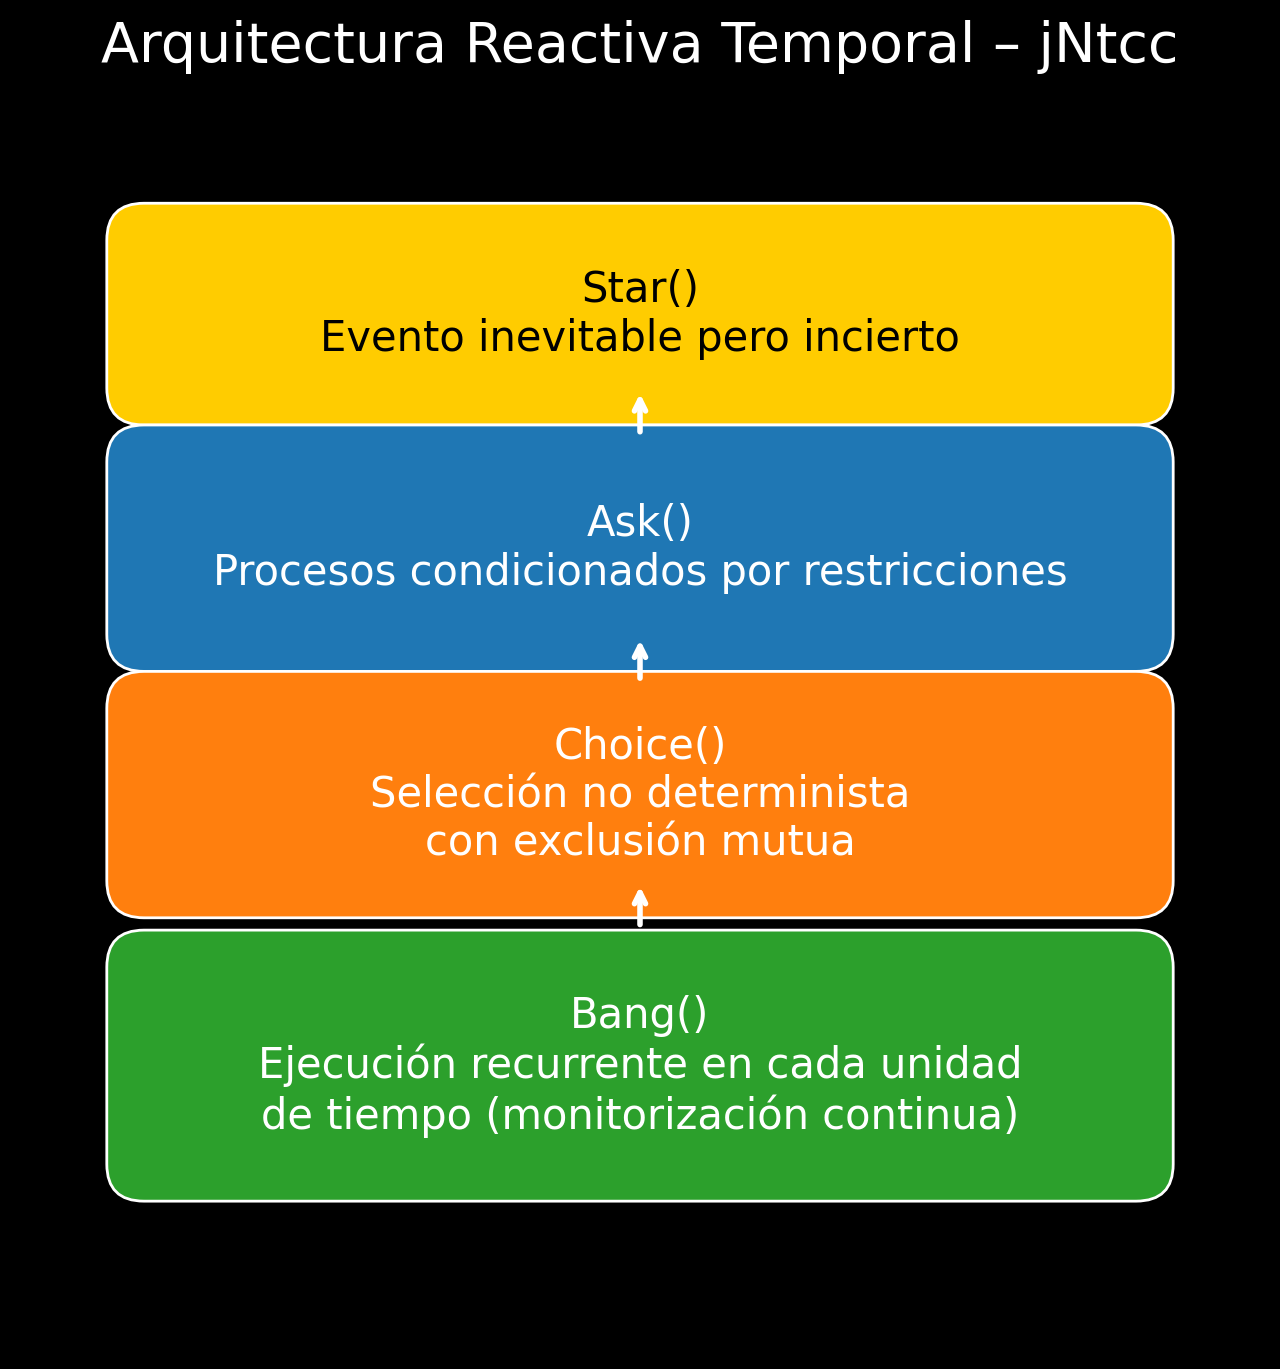 Arquitectura Reactiva Temporal – jNtcc
Star()
Evento inevitable pero incierto
Ask()
Procesos condicionados por restricciones
Choice()
Selección no determinista
con exclusión mutua
Bang()
Ejecución recurrente en cada unidad
de tiempo (monitorización continua)